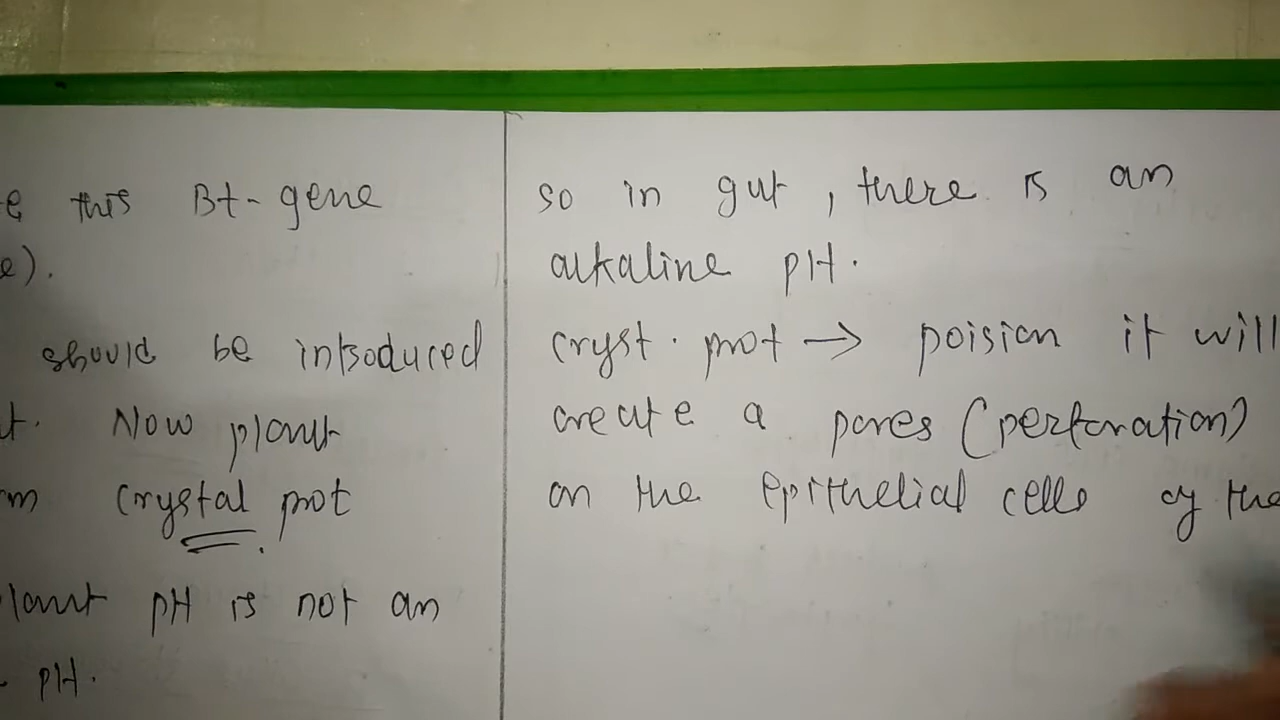 this Bt-gene
e).
should be introduced
t. Now plant
m crystal prot
plant pH is not an
- pH.
so in gut, there is an
alkaline pH.
cryst. prot → poision it will
create a pores (perforation)
on the epithelial cells of the